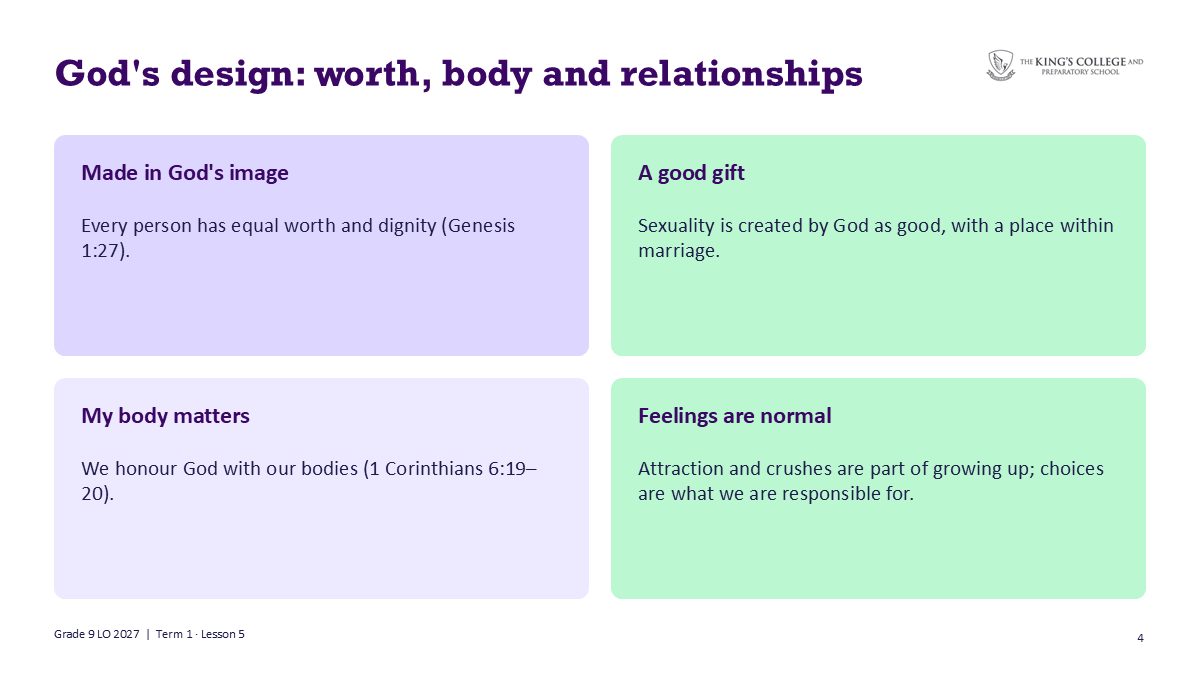 God's design: worth, body and relationships
THE KING'S COLLEGE AND
PREPARATORY SCHOOL
Made in God's image
Every person has equal worth and dignity (Genesis
1:27).
A good gift
Sexuality is created by God as good, with a place within
marriage.
My body matters
We honour God with our bodies (1 Corinthians 6:19–
20).
Feelings are normal
Attraction and crushes are part of growing up; choices
are what we are responsible for.
Grade 9 LO 2027 | Term 1 · Lesson 5
4